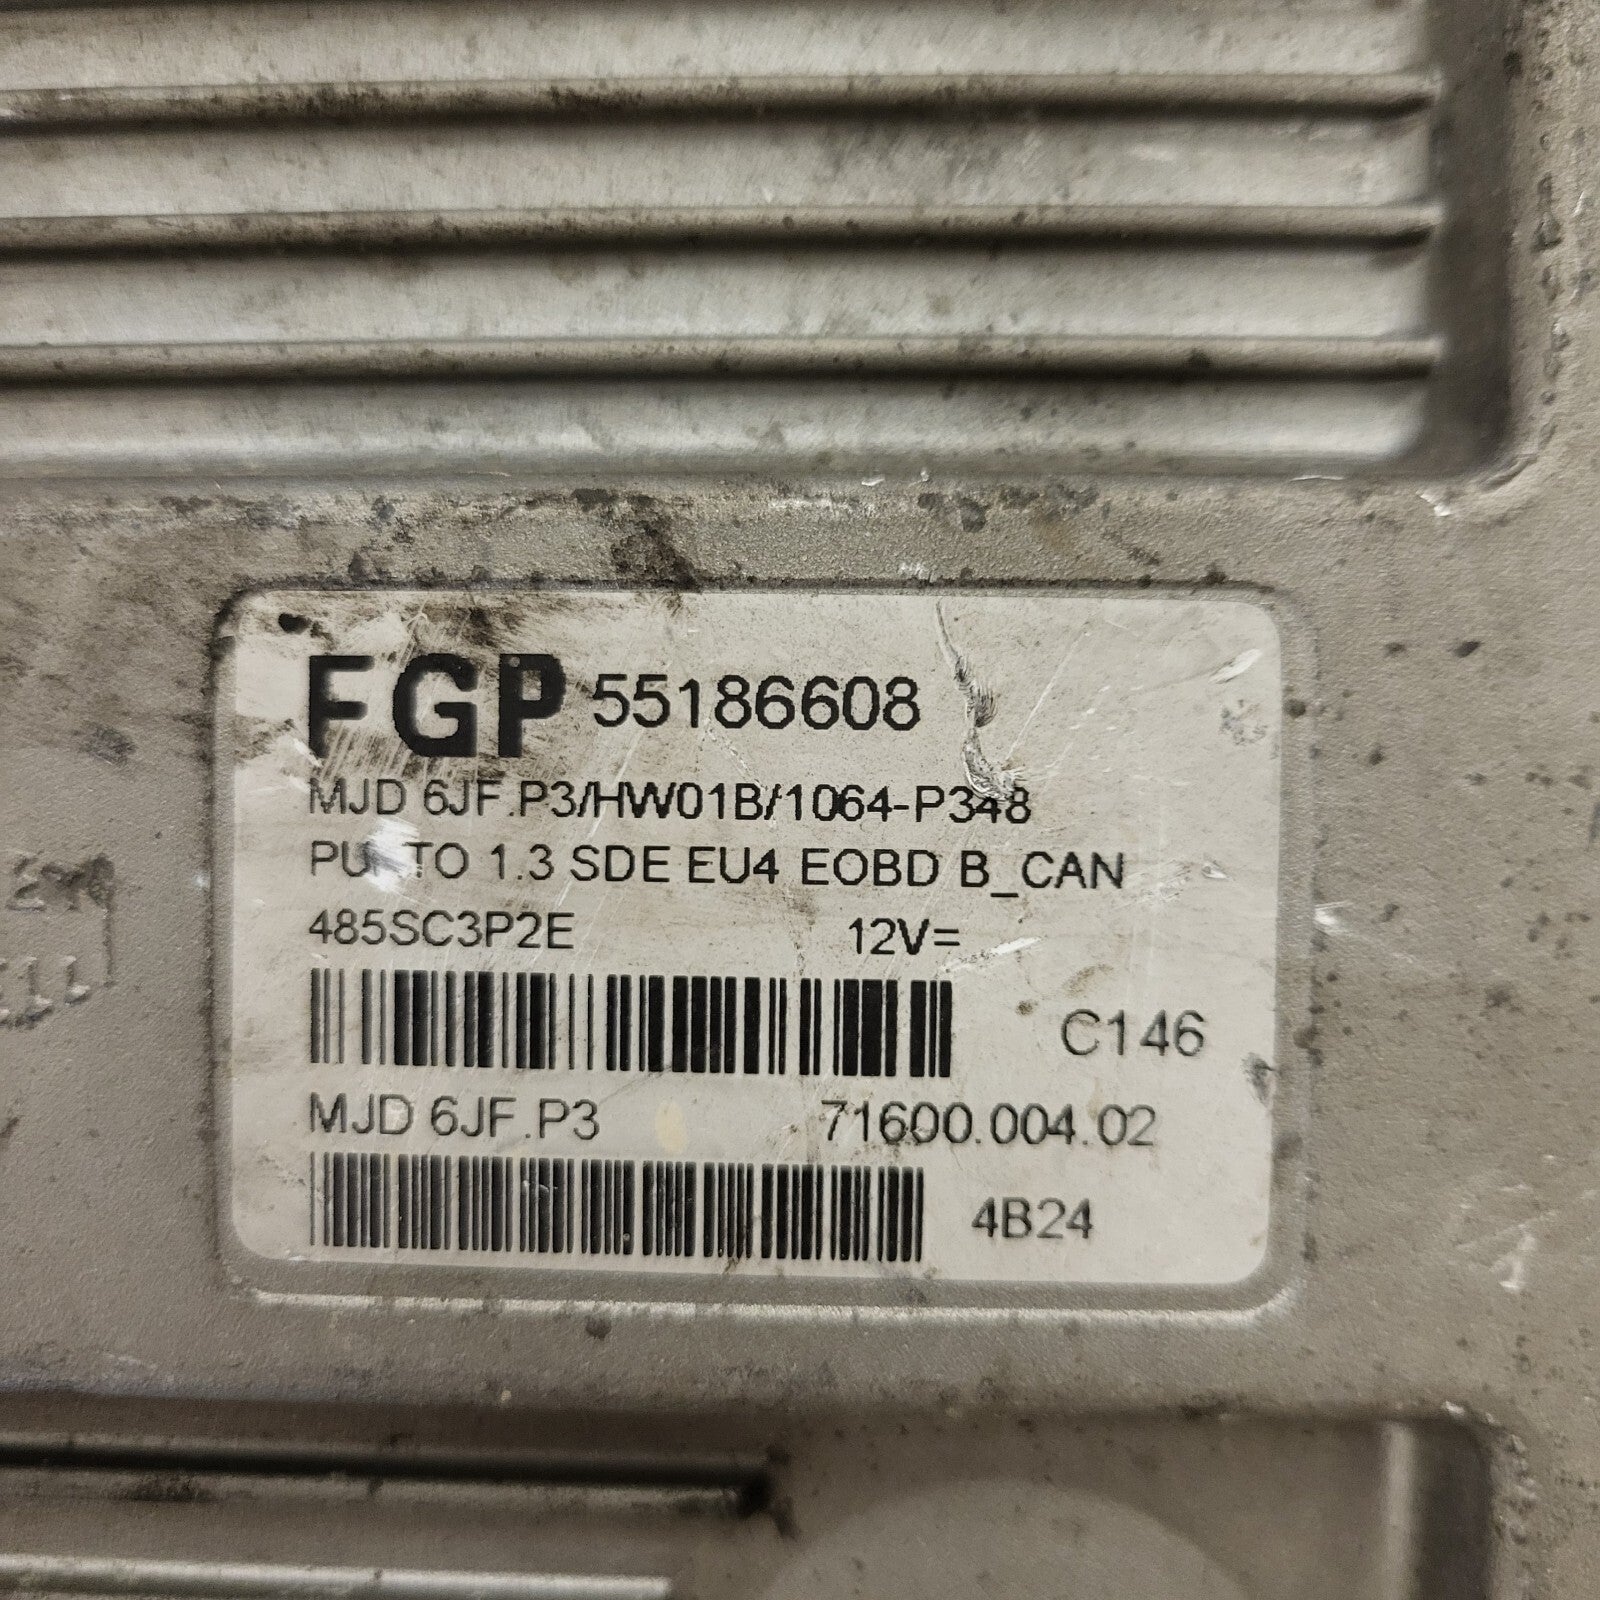 FGP 55186608
MJD 6JF.P3/HW01B/1064-P348
PUNTO 1.3 SDE EU4 EOBD B_CAN
485SC3P2E 12V=
C146
MJD 6JF.P3 71600.004.02
4B24